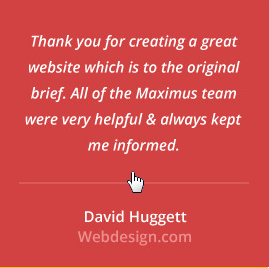 Thank you for creating a great
website which is to the original
brief. All of the Maximus team
were very helpful & always kept
me informed.
David Huggett
Webdesign.com